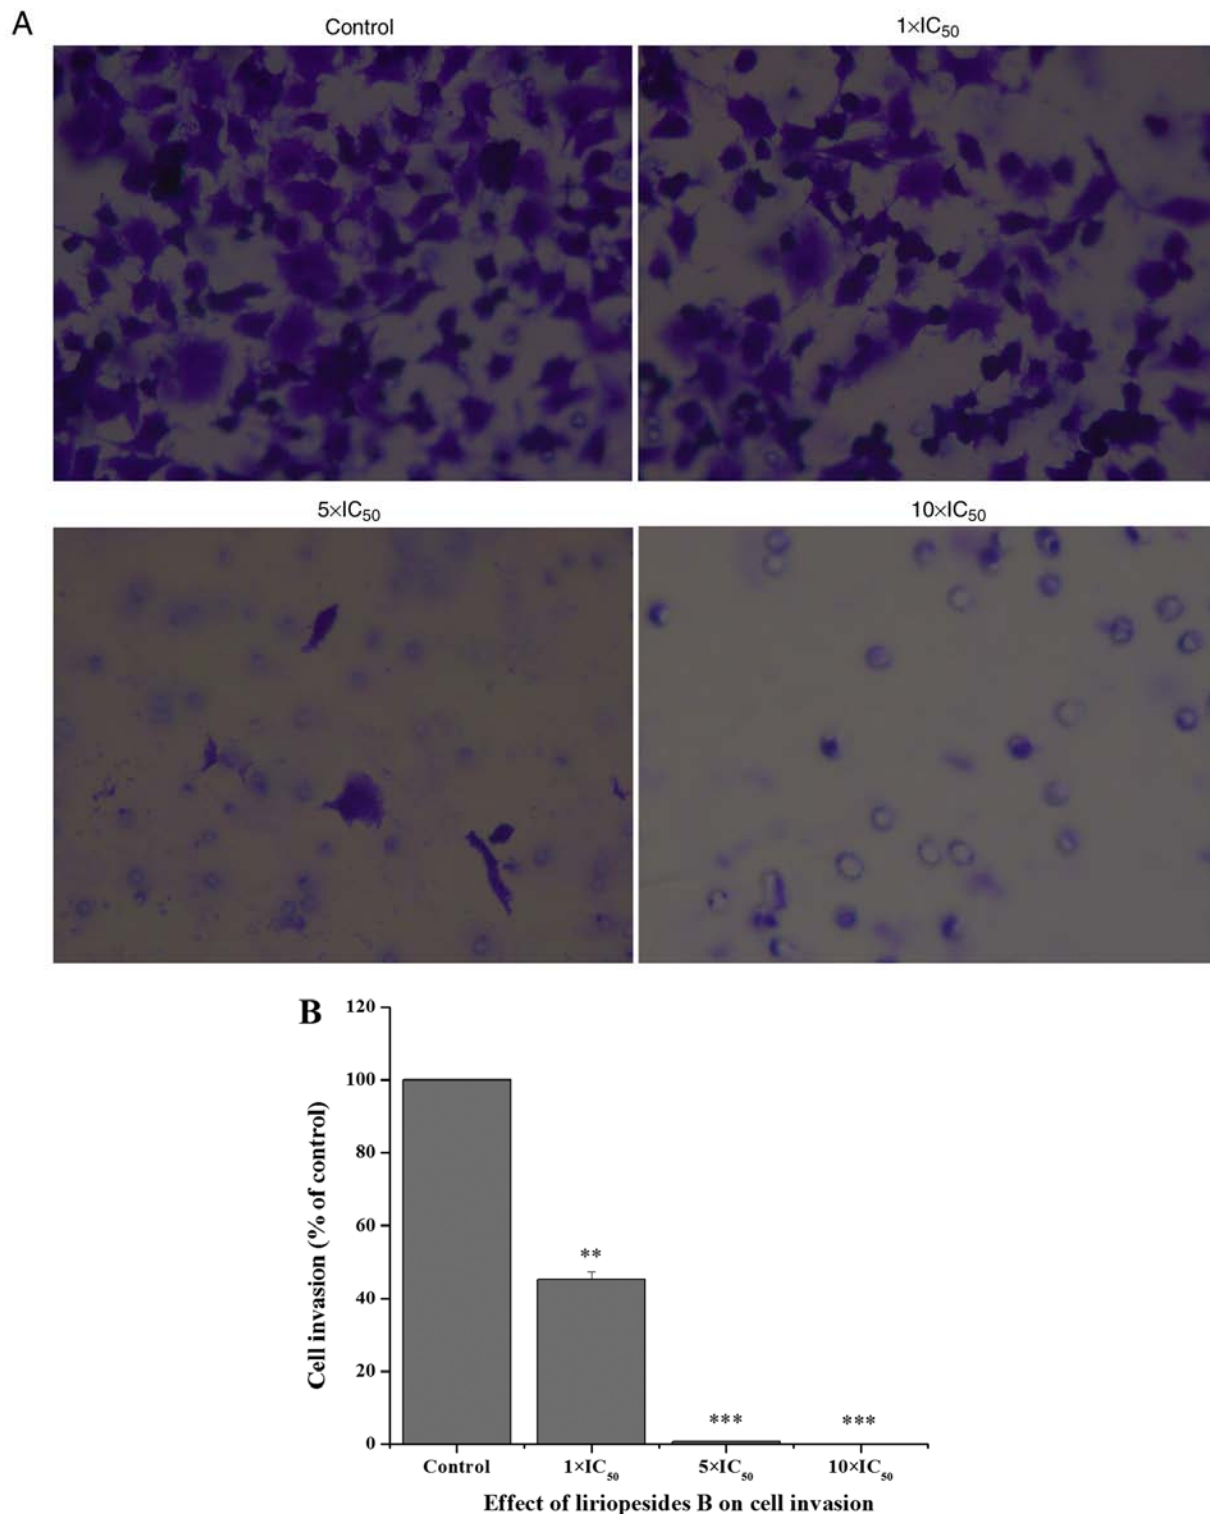 A
Control
1×IC50
5×IC50
10×IC50
B
120
100
80
60
40
20
0
Cell invasion (% of control)
**
***
***
Control
1×IC50
5×IC50
10×IC50
Effect of liriopesides B on cell invasion